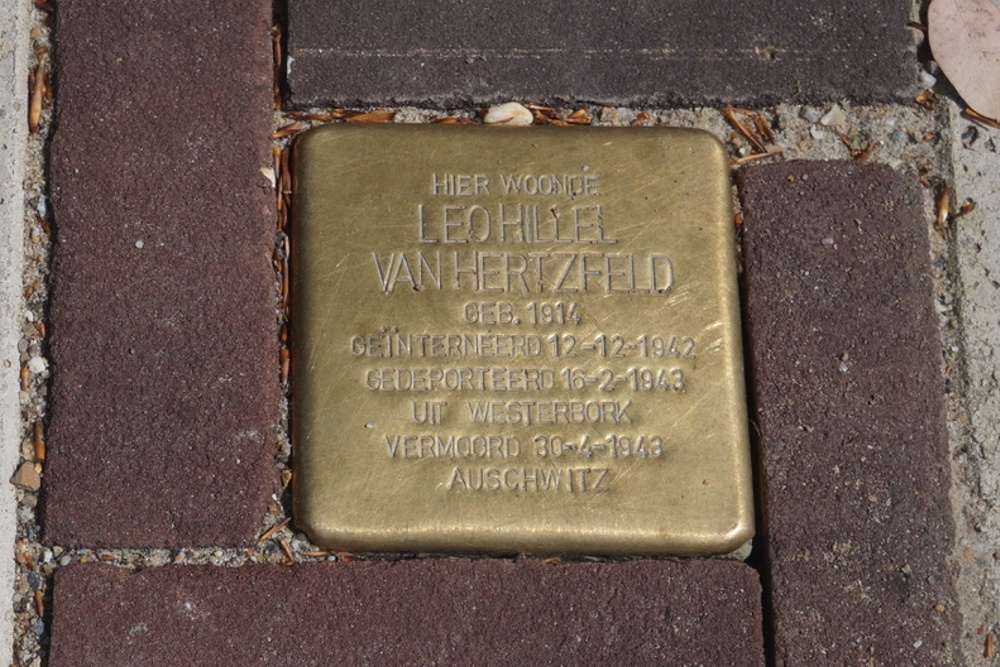 HIER WOONDE
LEO HILLEL
VAN HERTZFELD
GEB. 1914
GEÏNTERNEERD 12-12-1942
GEDEPORTEERD 16-2-1943
UIT WESTERBORK
VERMOORD 30-4-1943
AUSCHWITZ